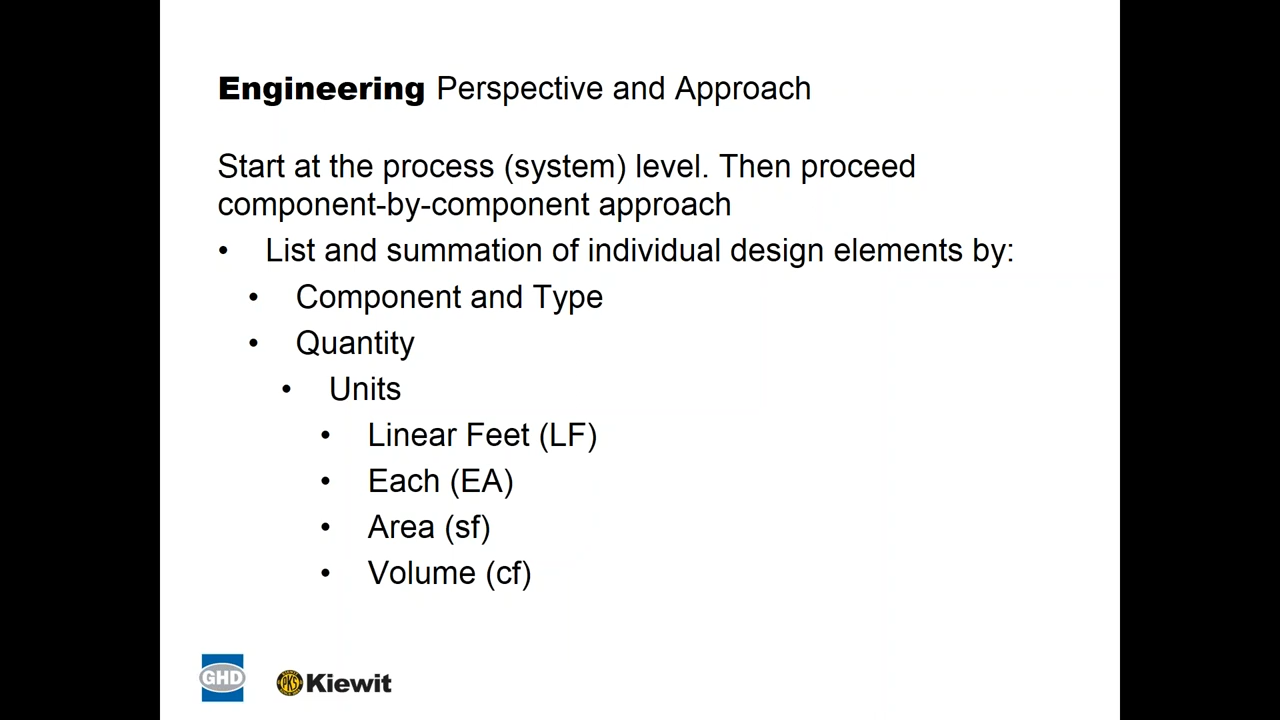 Engineering Perspective and Approach
Start at the process (system) level. Then proceed
component-by-component approach
• List and summation of individual design elements by:
• Component and Type
• Quantity
• Units
• Linear Feet (LF)
• Each (EA)
• Area (sf)
• Volume (cf)
GHD
PKS Kiewit